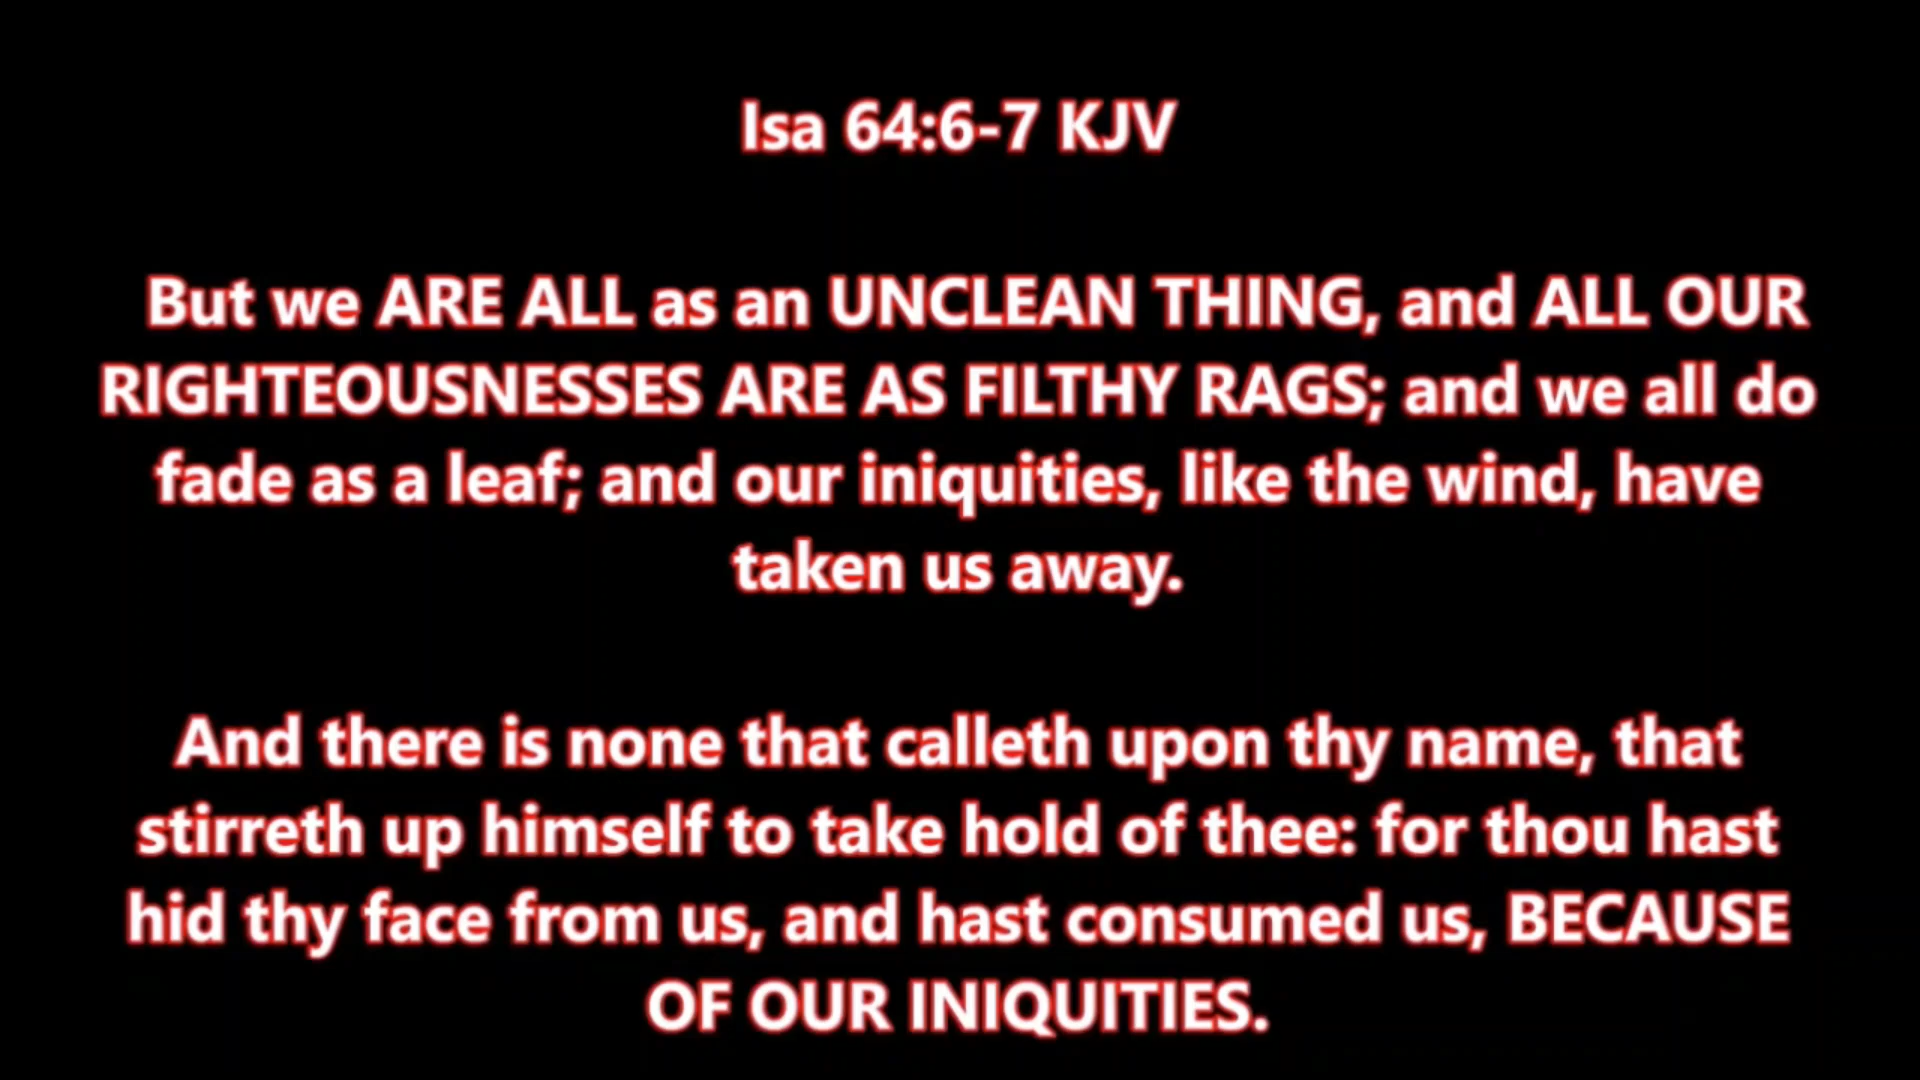 Isa 64:6-7 KJV
But we ARE ALL as an UNCLEAN THING, and ALL OUR
RIGHTEOUSNESSES ARE AS FILTHY RAGS; and we all do
fade as a leaf; and our iniquities, like the wind, have
taken us away.
And there is none that calleth upon thy name, that
stirreth up himself to take hold of thee: for thou hast
hid thy face from us, and hast consumed us, BECAUSE
OF OUR INIQUITIES.